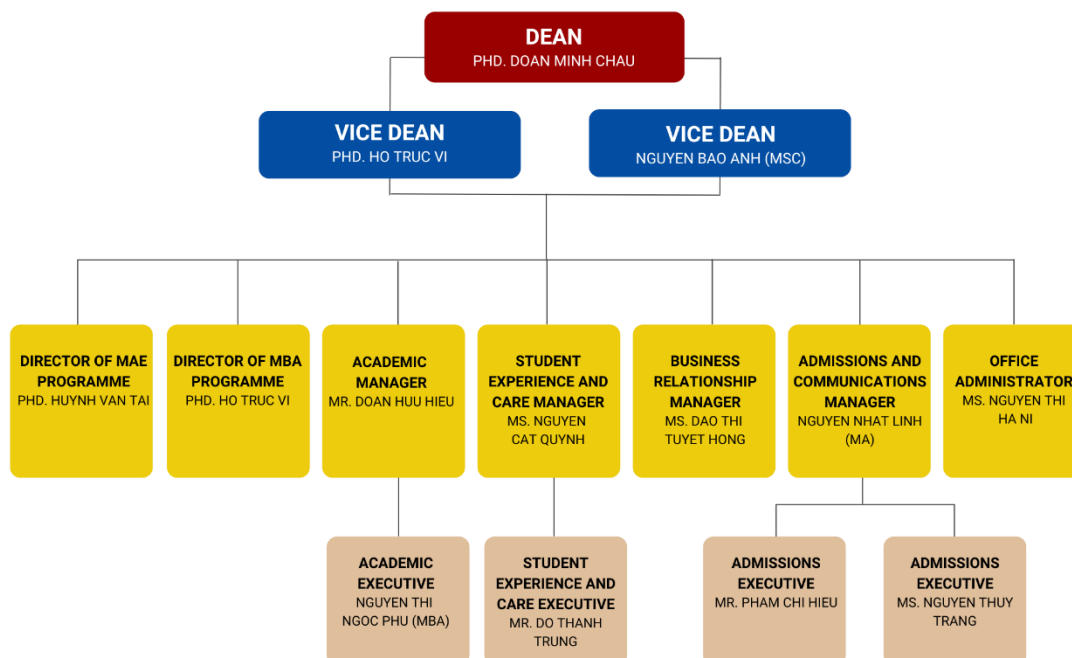 DEAN
PHD. DOAN MINH CHAU
VICE DEAN
PHD. HO TRUC VI
VICE DEAN
NGUYEN BAO ANH (MSC)
DIRECTOR OF MAE
PROGRAMME
PHD. HUYNH VAN TAI
DIRECTOR OF MBA
PROGRAMME
PHD. HO TRUC VI
ACADEMIC
MANAGER
MR. DOAN HUU HIEU
STUDENT
EXPERIENCE AND
CARE MANAGER
MS. NGUYEN
CAT QUYNH
BUSINESS
RELATIONSHIP
MANAGER
MS. DAO THI
TUYET HONG
ADMISSIONS AND
COMMUNICATIONS
MANAGER
NGUYEN NHAT LINH
(MA)
OFFICE
ADMINISTRATOR
MS. NGUYEN THI
HA NI
ACADEMIC
EXECUTIVE
NGUYEN THI
NGOC PHU (MBA)
STUDENT
EXPERIENCE AND
CARE EXECUTIVE
MR. DO THANH
TRUNG
ADMISSIONS
EXECUTIVE
MR. PHAM CHI HIEU
ADMISSIONS
EXECUTIVE
MS. NGUYEN THUY
TRANG